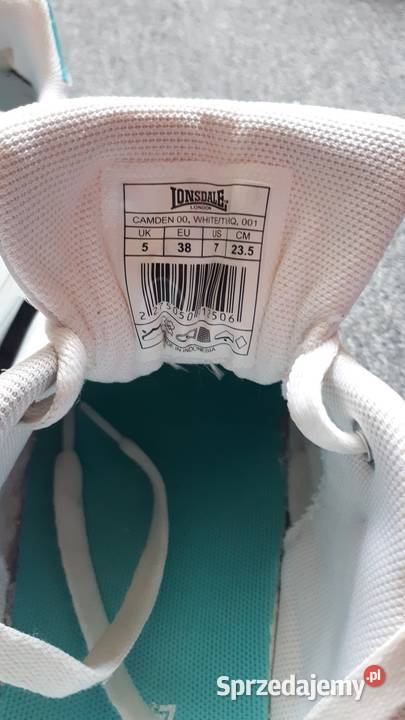 LONSDALE
LONDON
CAMDEN 00, WHITE/TRQ, 001
UK EU US CM
5 38 7 23.5
IN INDONESIA
Sprzedajemy.pl